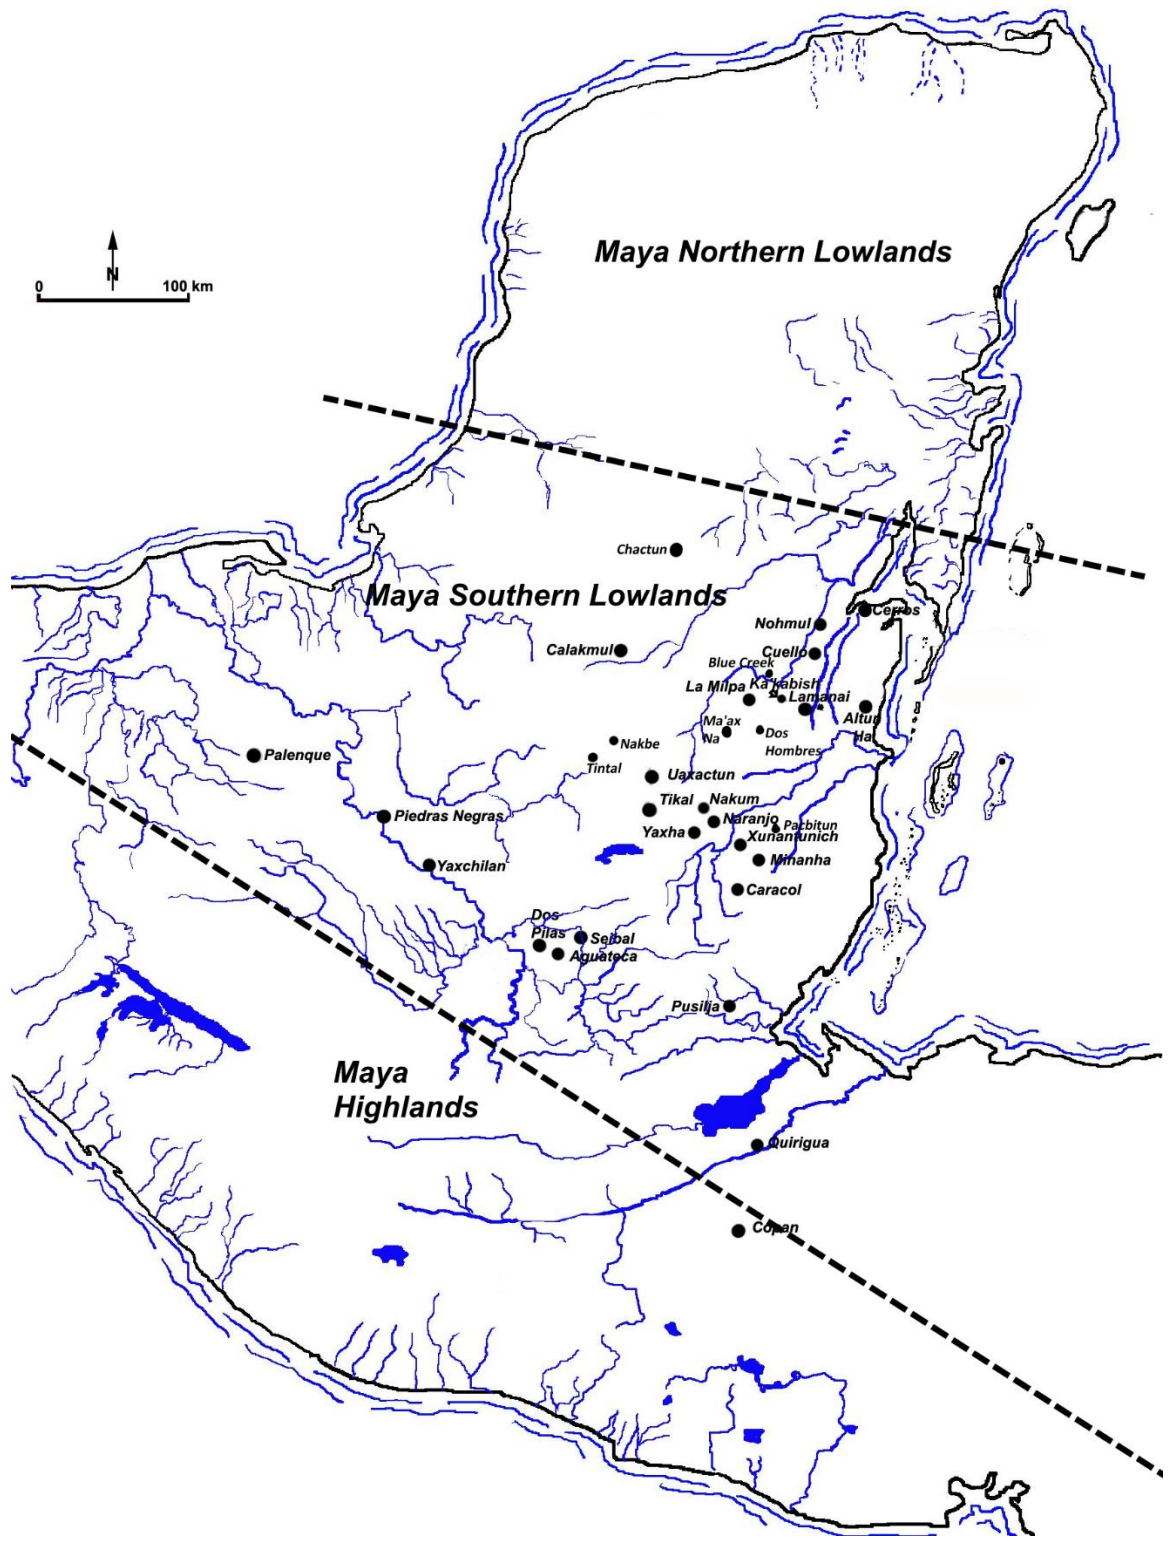 Maya Northern Lowlands
N
0 100 km
Chactun
Maya Southern Lowlands
Cerros
Nohmul
Calakmul
Cuello
Blue Creek
La Milpa
Ka'kabish
Lamanai
Altun
Ha
Ma'ax
Na
Dos
Hombres
Nakbe
Palenque
Tintal
Uaxactun
Tikal
Nakum
Piedras Negras
Naranjo
Pacbitun
Yaxha
Xunantunich
Minanha
Yaxchilan
Caracol
Dos
Pilas
Seibal
Aguateca
Pusilja
Maya
Highlands
Quirigua
Copan